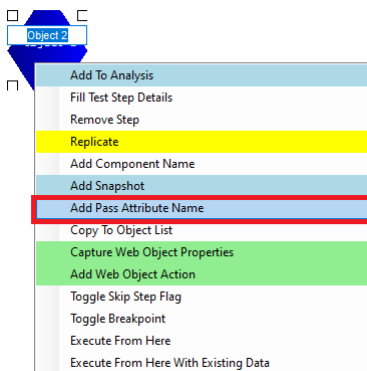 Object 2
Add To Analysis
Fill Test Step Details
Remove Step
Replicate
Add Component Name
Add Snapshot
Add Pass Attribute Name
Copy To Object List
Capture Web Object Properties
Add Web Object Action
Toggle Skip Step Flag
Toggle Breakpoint
Execute From Here
Execute From Here With Existing Data